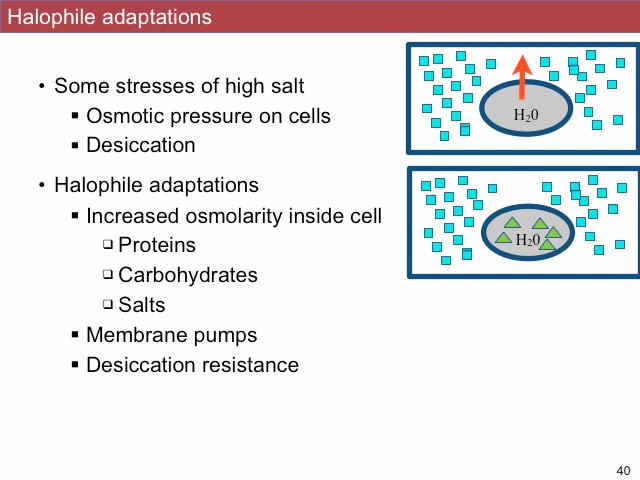 Halophile adaptations
• Some stresses of high salt
▪ Osmotic pressure on cells
▪ Desiccation
• Halophile adaptations
▪ Increased osmolarity inside cell
❑ Proteins
❑ Carbohydrates
❑ Salts
▪ Membrane pumps
▪ Desiccation resistance
H₂0
H₂0
40